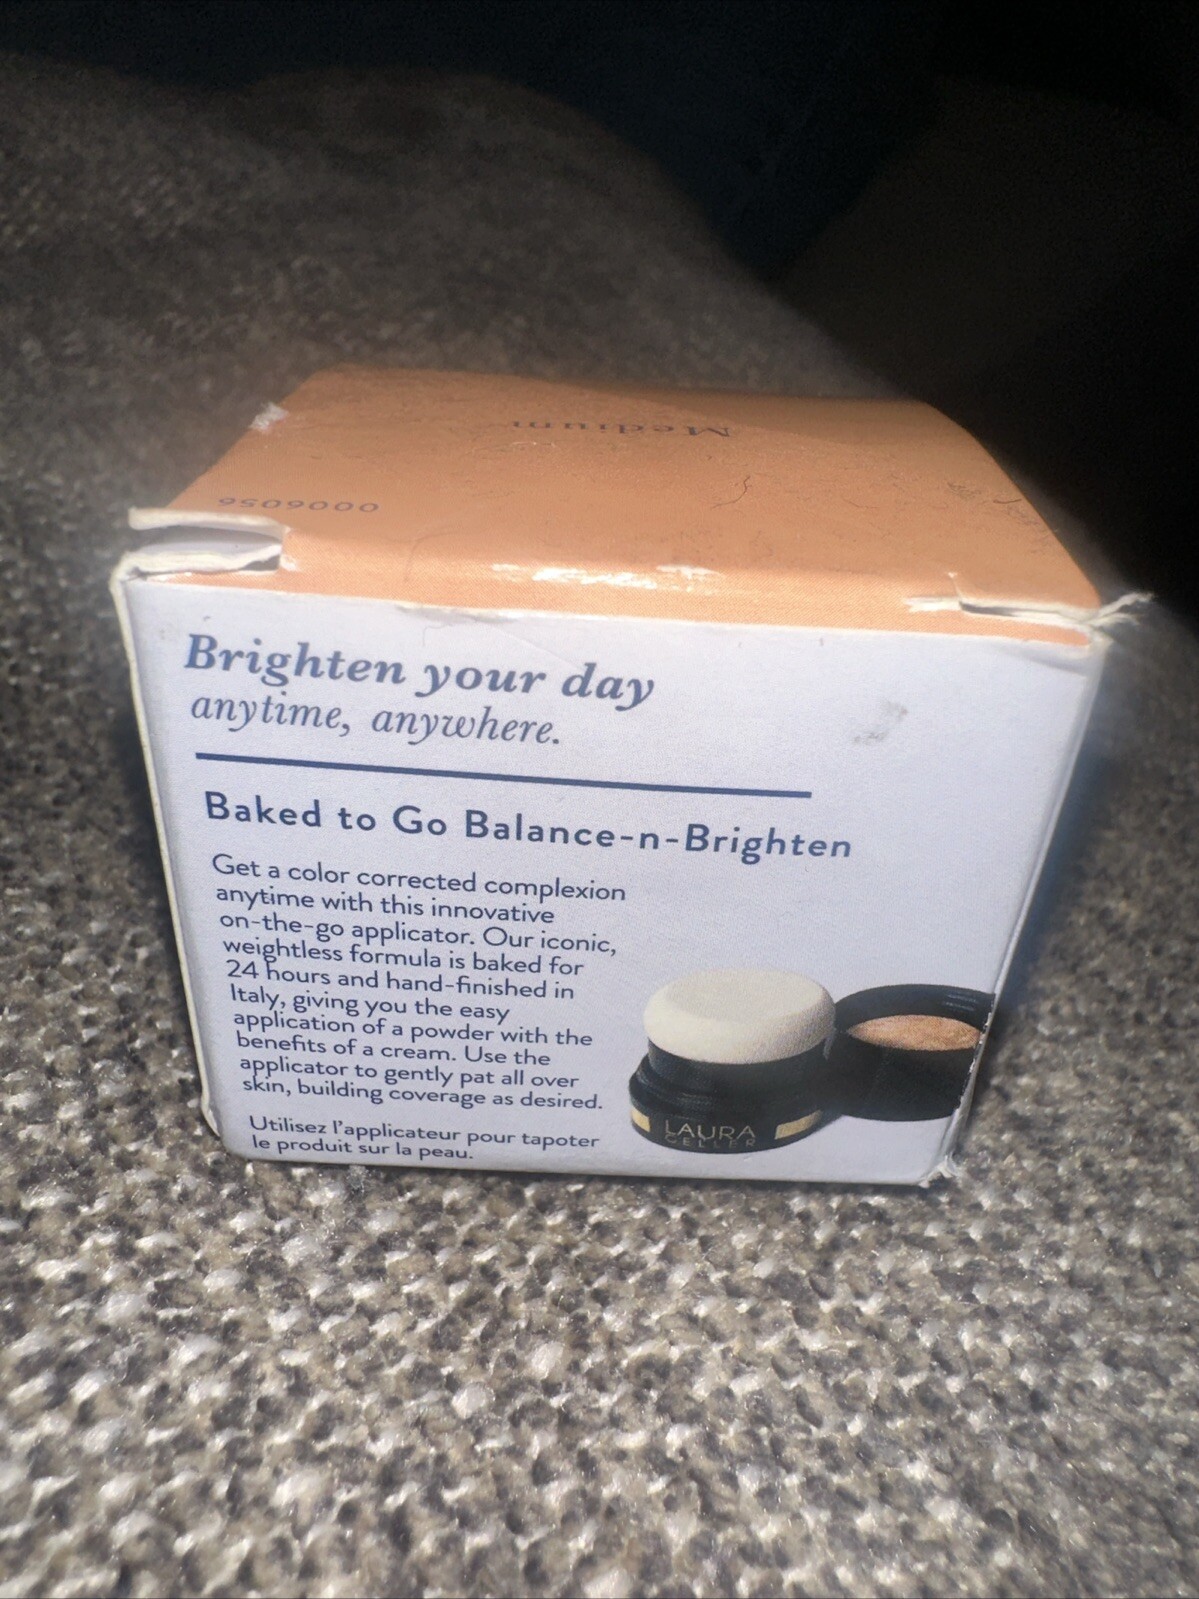 Medium
0006056
Brighten your day
anytime, anywhere.
Baked to Go Balance-n-Brighten
Get a color corrected complexion
anytime with this innovative
on-the-go applicator. Our iconic,
weightless formula is baked for
24 hours and hand-finished in
Italy, giving you the easy
application of a powder with the
benefits of a cream. Use the
applicator to gently pat all over
skin, building coverage as desired.
Utilisez l'applicateur pour tapoter
le produit sur la peau.
LAURA
GELLER